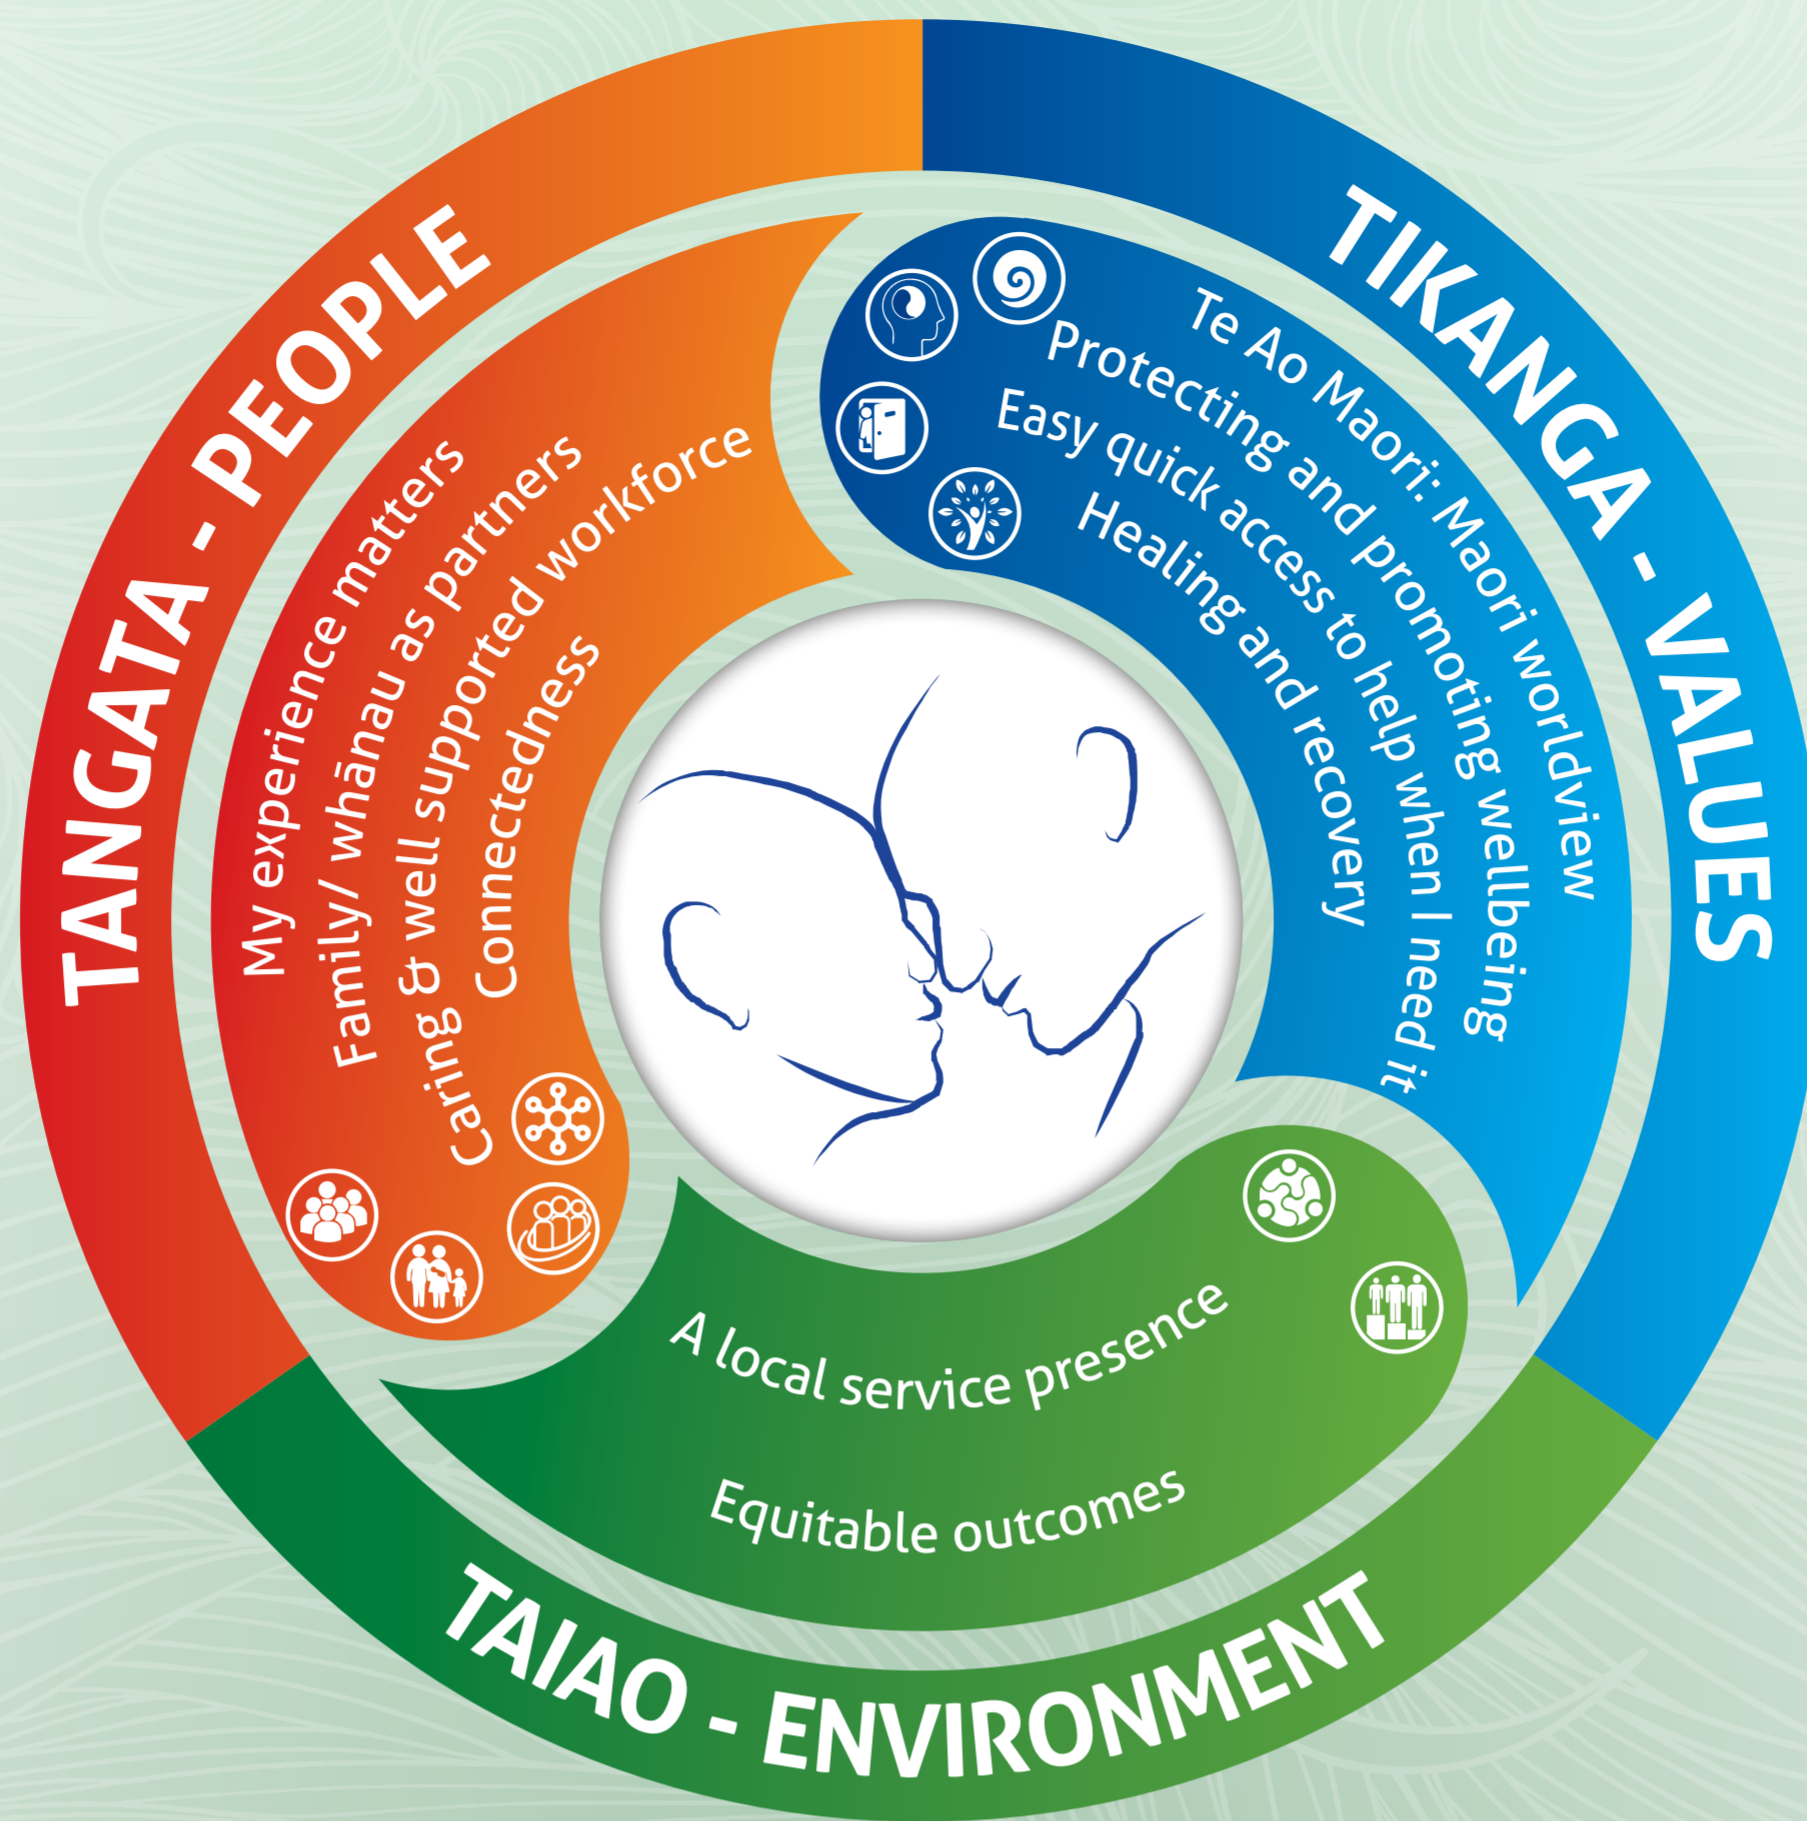 TANGATA - PEOPLE
My experience matters
Family/ whānau as partners
Caring & well supported workforce
Connectedness
TIKANGA - VALUES
Te Ao Maori: Maori worldview
Protecting and promoting wellbeing
Easy quick access to help when I need it
Healing and recovery
A local service presence
Equitable outcomes
TAIAO - ENVIRONMENT